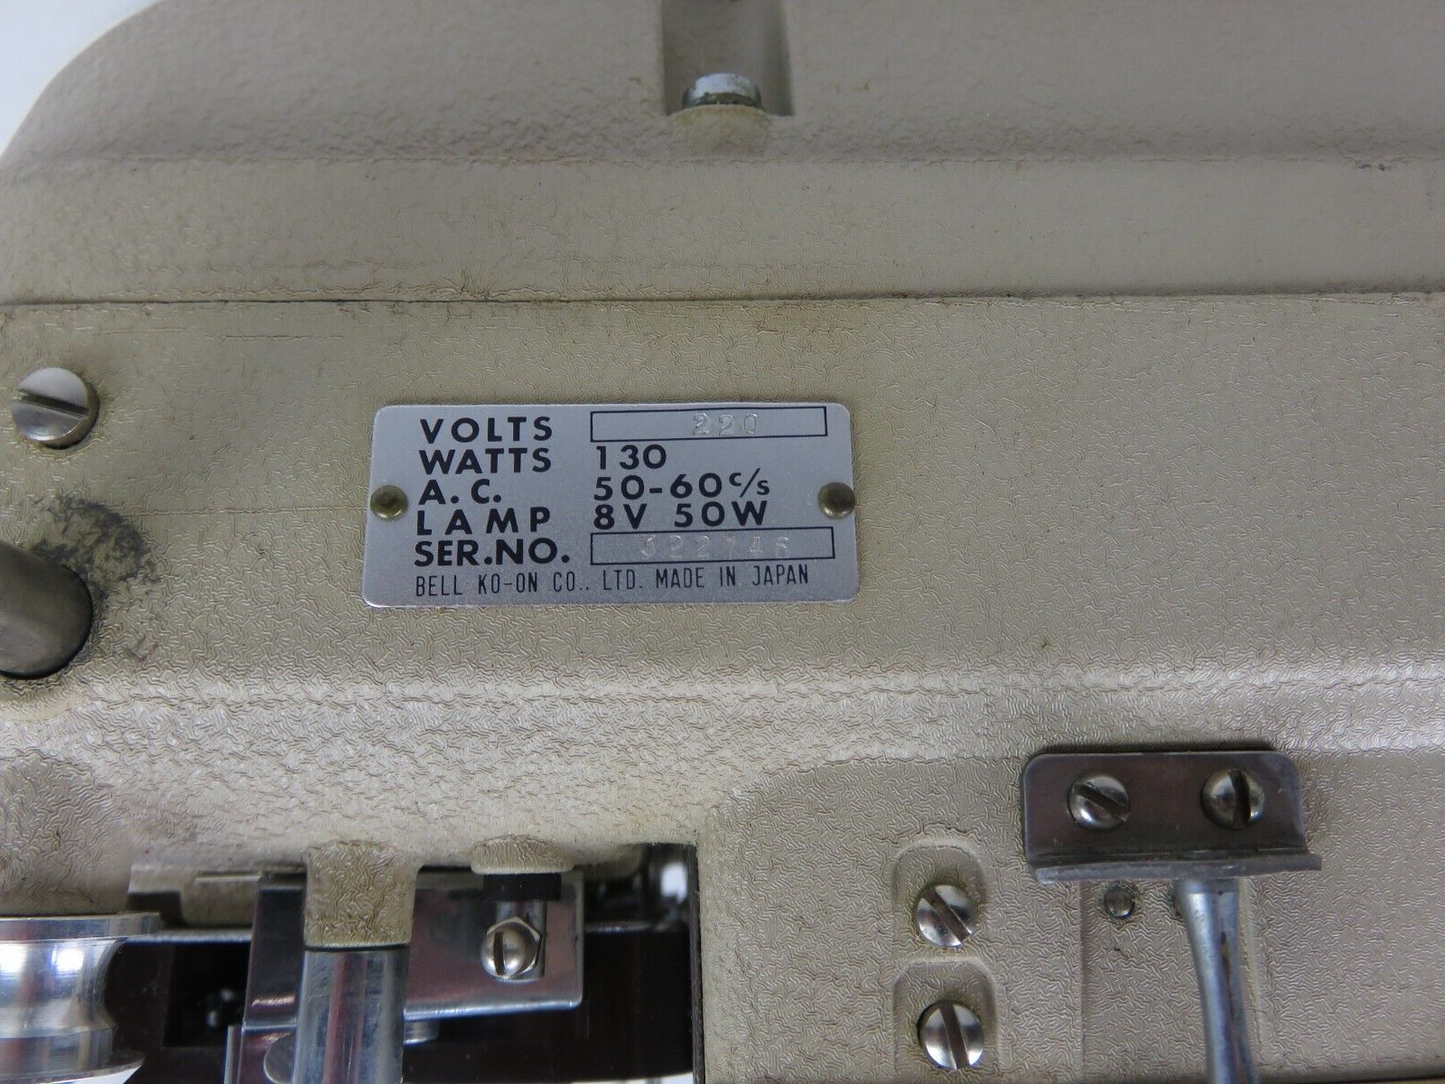 VOLTS 220
WATTS 130
A.C. 50-60 c/s
LAMP 8V 50W
SER.NO. 322746
BELL KO-ON CO., LTD. MADE IN JAPAN